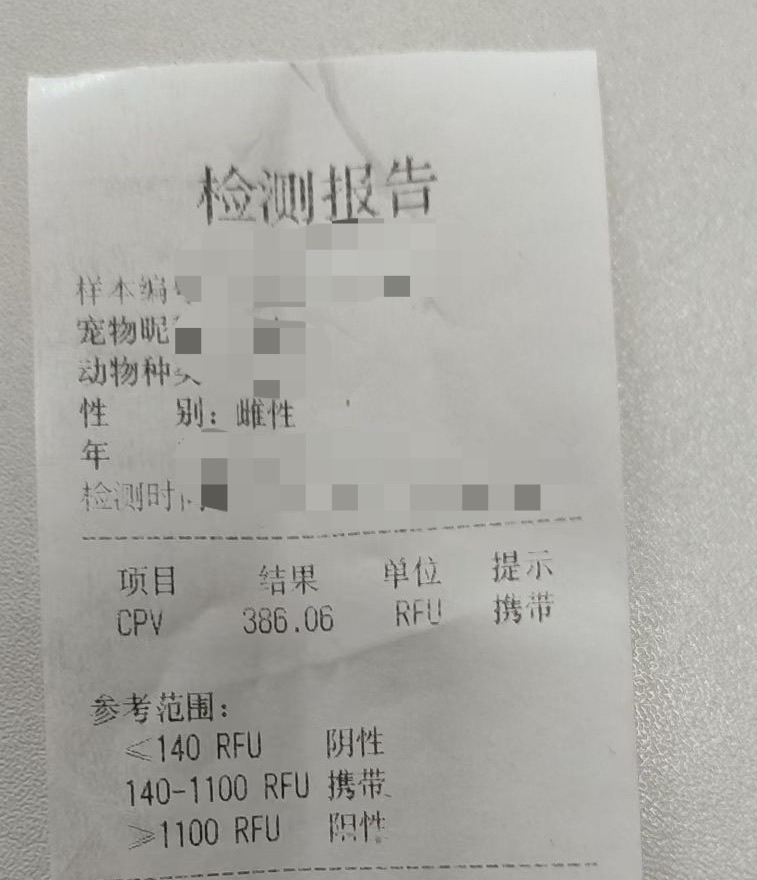 检测报告
样本编
宠物昵
动物种
性 别：雌性
年
检测时
项目 结果 单位 提示
CPV 386.06 RFU 携带
参考范围：
≤140 RFU 阴性
140-1100 RFU 携带
≥1100 RFU 阳性